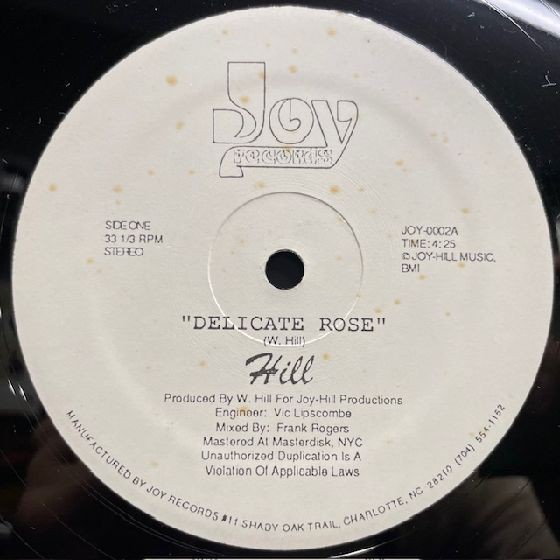 Joy
records
SIDE ONE
33 1/3 RPM
STEREO
JOY-0002A
TIME: 4:25
© JOY-HILL MUSIC,
BMI
"DELICATE ROSE"
(W. Hill)
Hill
Produced By W. Hill For Joy-Hill Productions
Engineer: Vic Lipscombe
Mixed By: Frank Rogers
Mastered At Masterdisk, NYC
Unauthorized Duplication Is A
Violation Of Applicable Laws
MANUFACTURED BY JOY RECORDS #11 SHADY OAK TRAIL, CHARLOTTE, NC 28210 (704) 554-1162